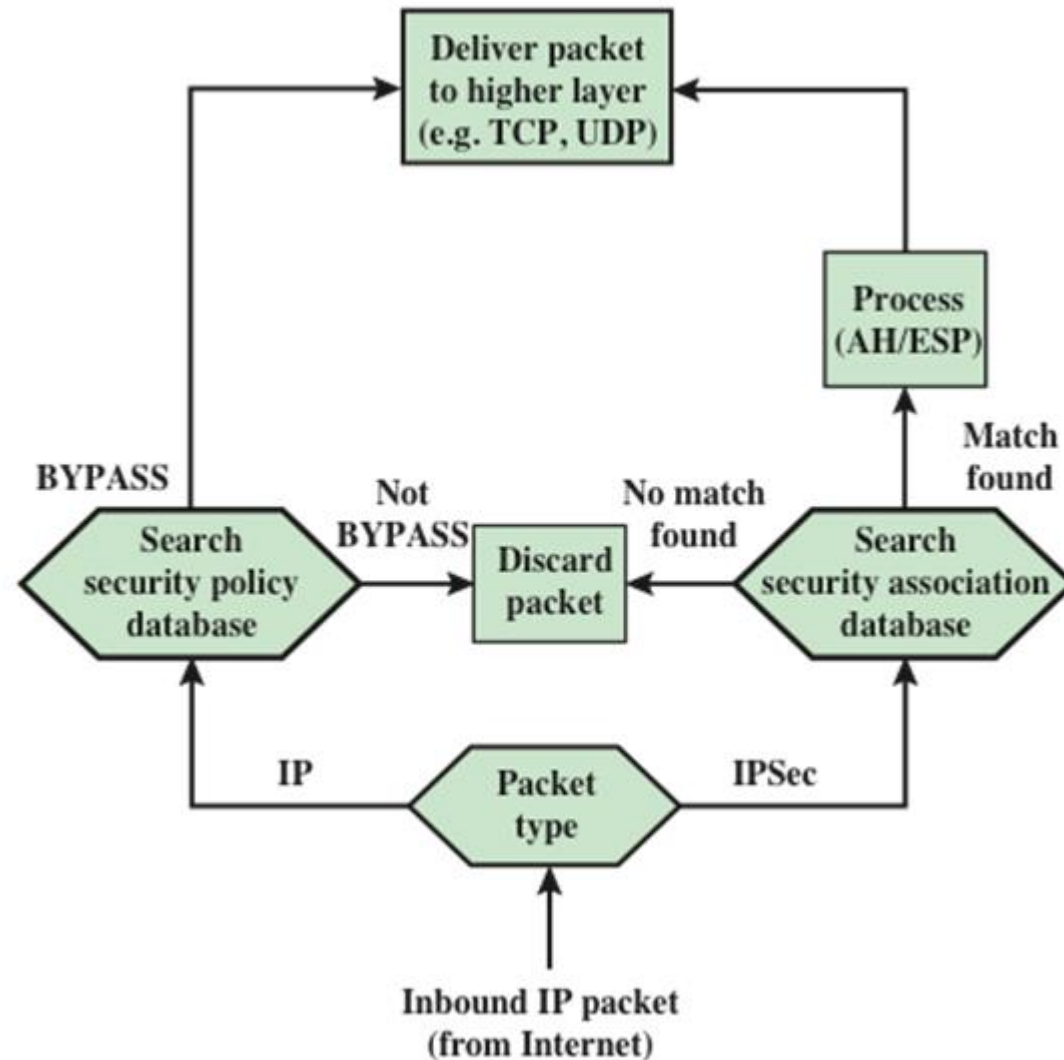 Deliver packet
to higher layer
(e.g. TCP, UDP)
Process
(AH/ESP)
BYPASS
Not
BYPASS
No match
found
Match
found
Search
security policy
database
Discard
packet
Search
security association
database
IP
Packet
type
IPSec
Inbound IP packet
(from Internet)